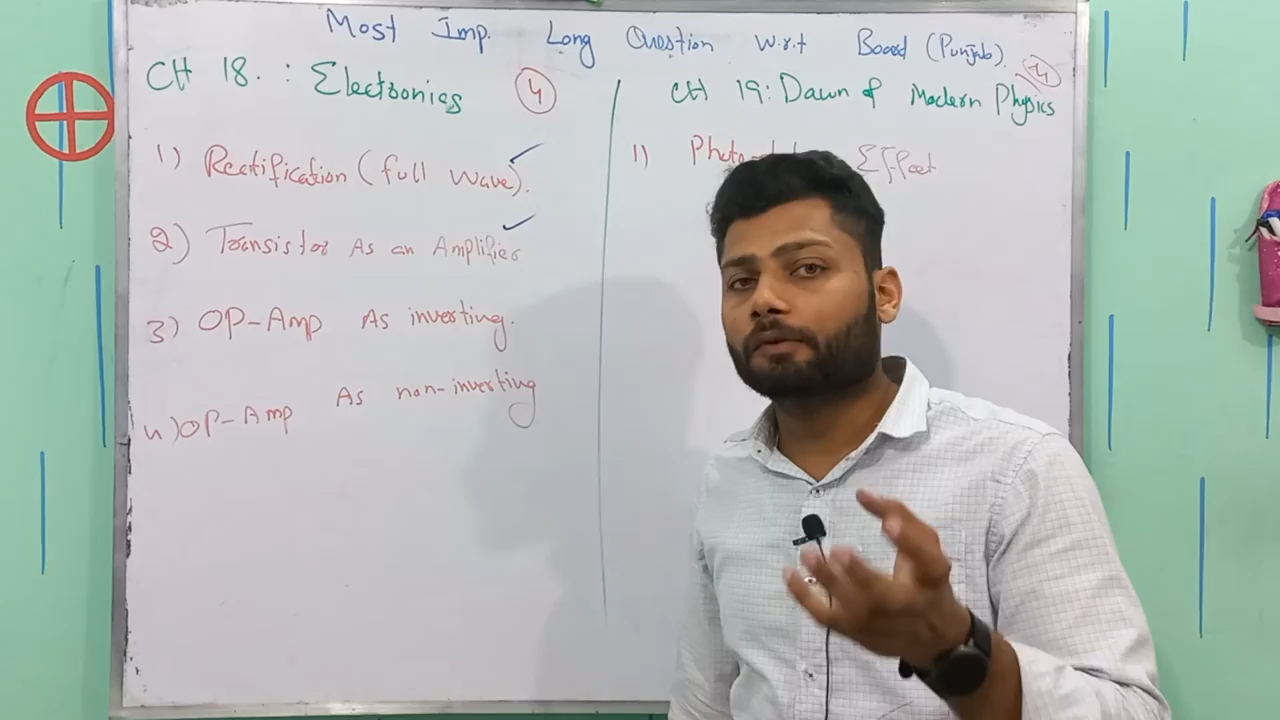 Most Imp. Long Question w.r.t Board (Punjab).
CH 18. : Electronics 4
1) Rectification (full wave).
2) Transistor As an Amplifier
3) OP-Amp As inverting.
4) OP-Amp As non-inverting
CH 19: Dawn of Modern Physics
1) Effect